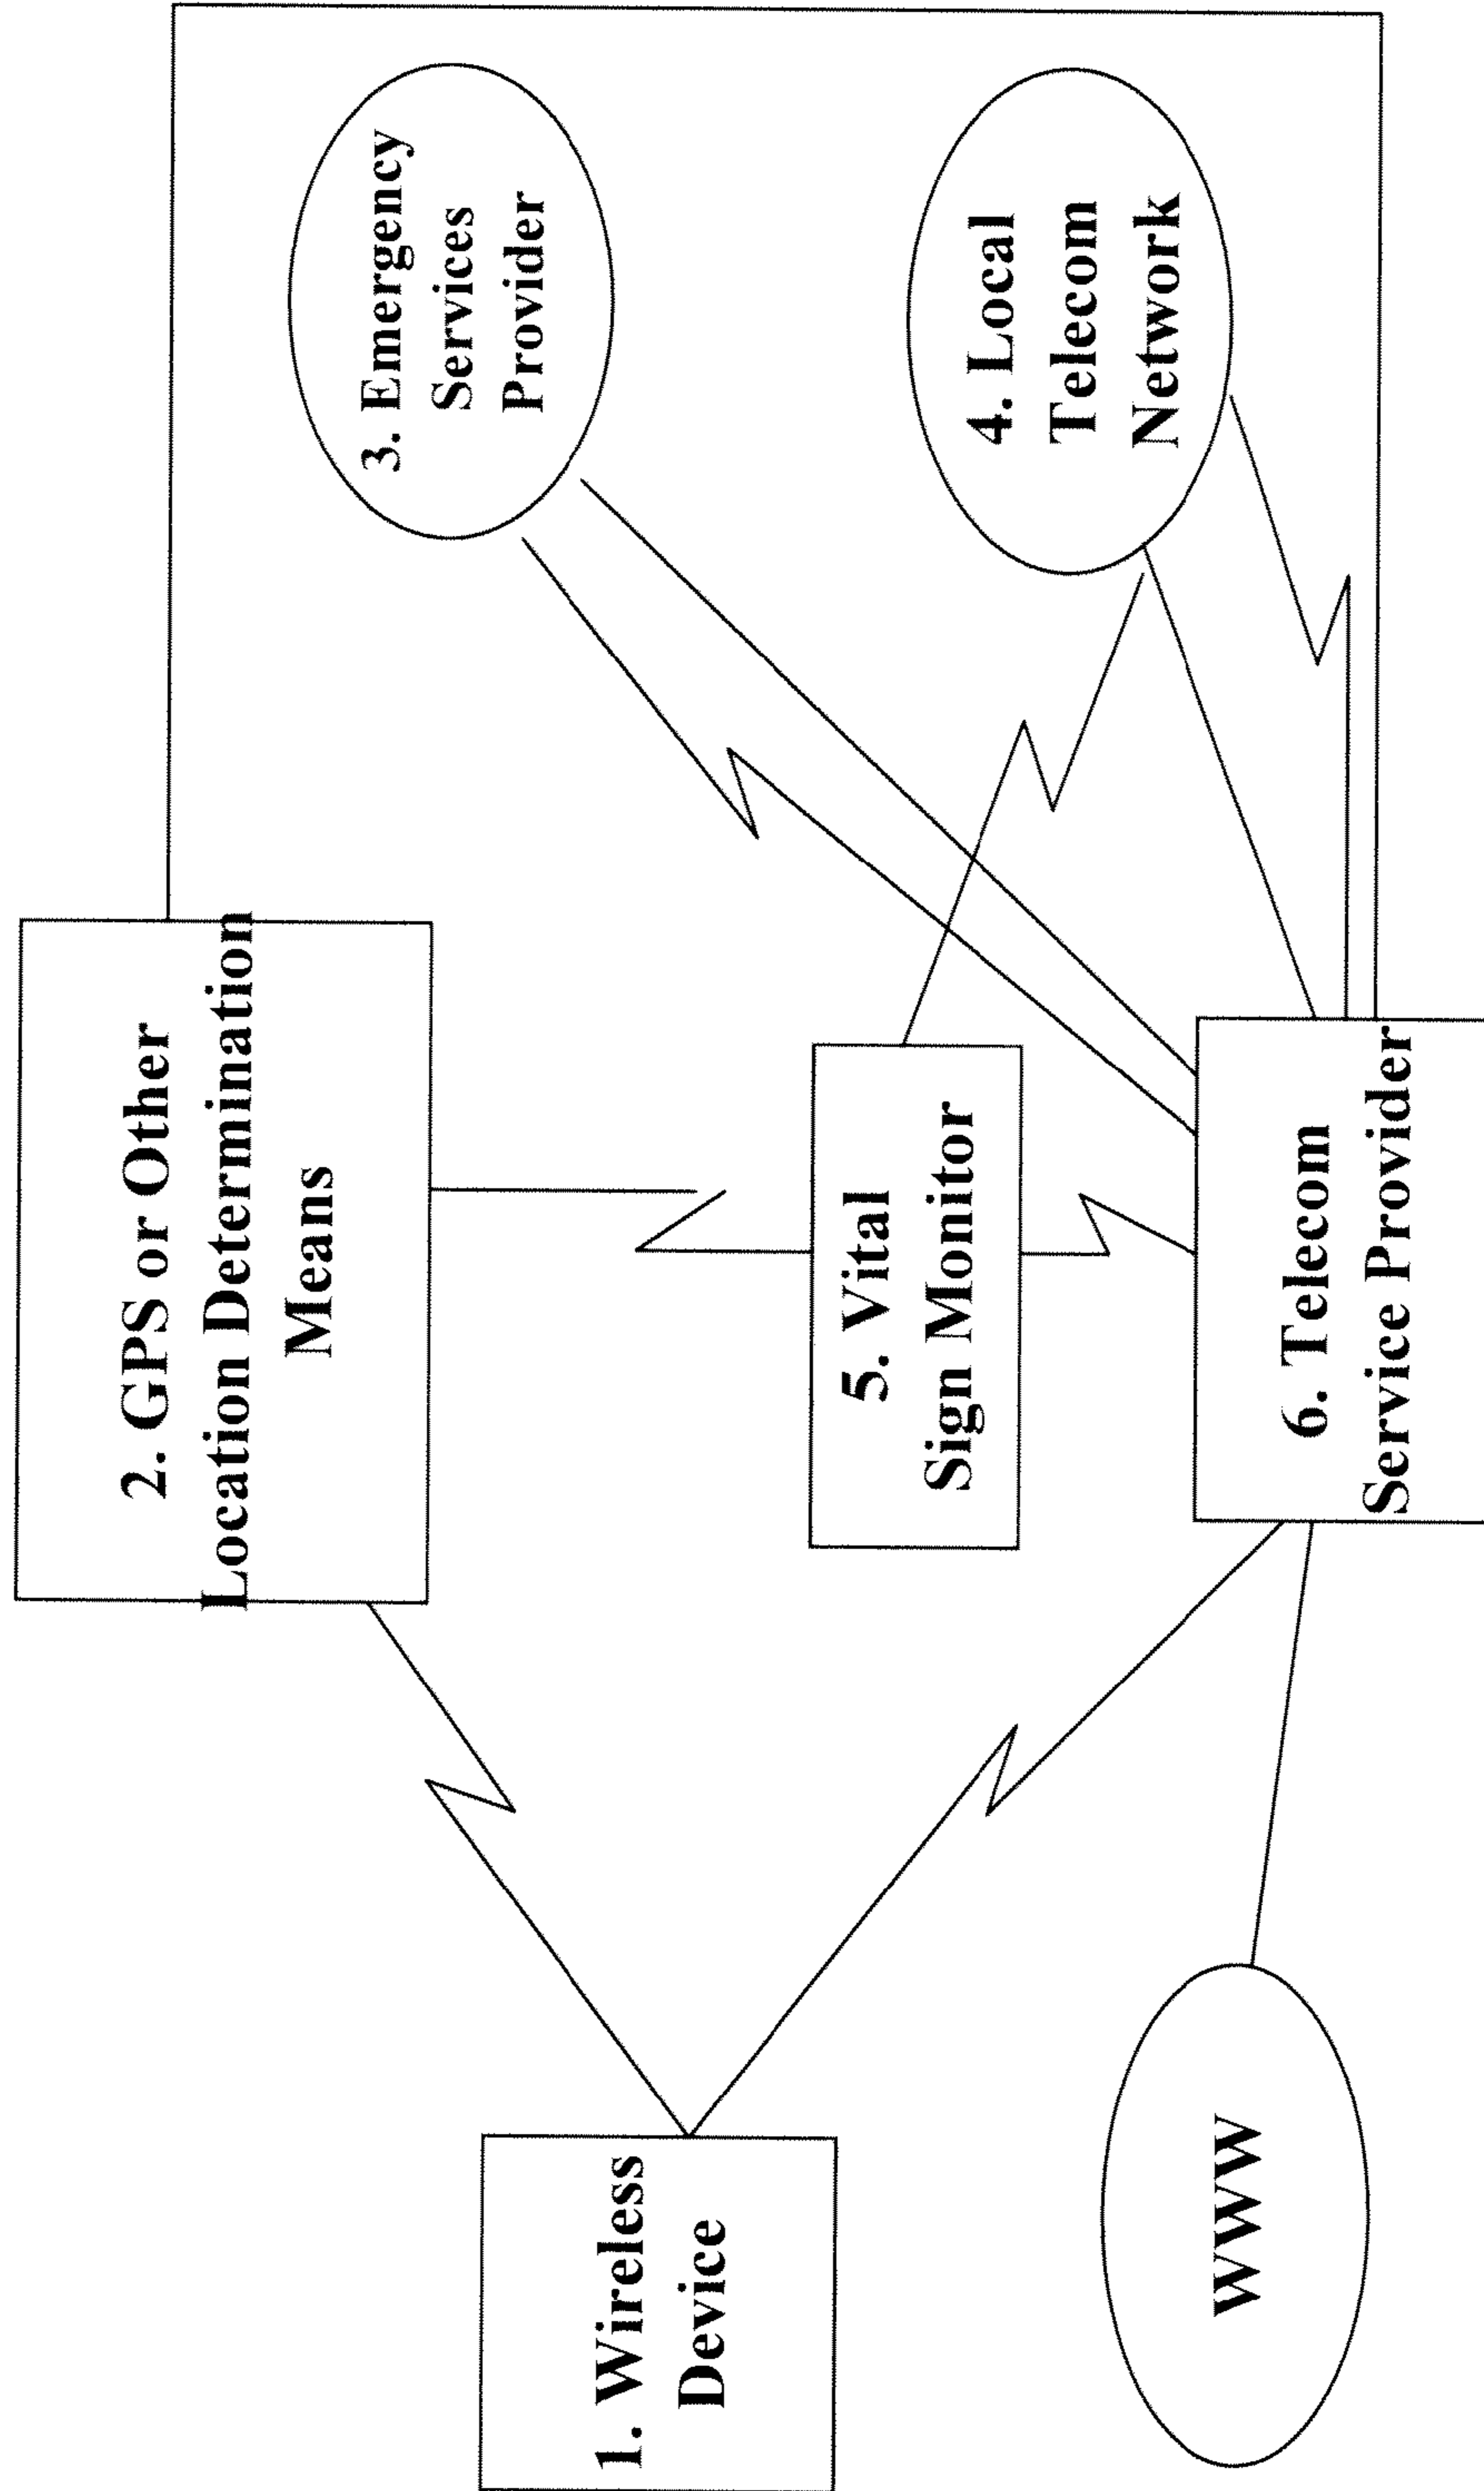 2. GPS or Other
Location Determination
Means
3. Emergency
Services
Provider
1. Wireless
Device
5. Vital
Sign Monitor
4. Local
Telecom
Network
WWW
6. Telecom
Service Provider